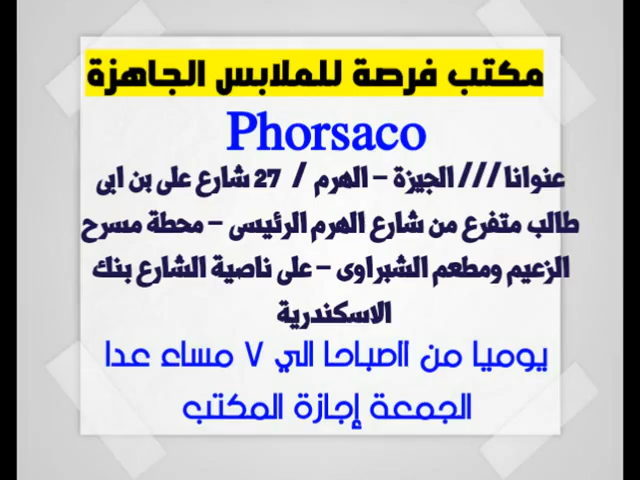 مكتب فرصة للملابس الجاهزة
Phorsaco
عنوانا /// الجيزة – الهرم / 27 شارع على بن ابى
طالب متفرع من شارع الهرم الرئيسى – محطة مسرح
الزعيم ومطعم الشبراوى – على ناصية الشارع بنك
الاسكندرية
يوميا من ١١صباحا الي ٧ مساء عدا
الجمعة إجازة المكتب